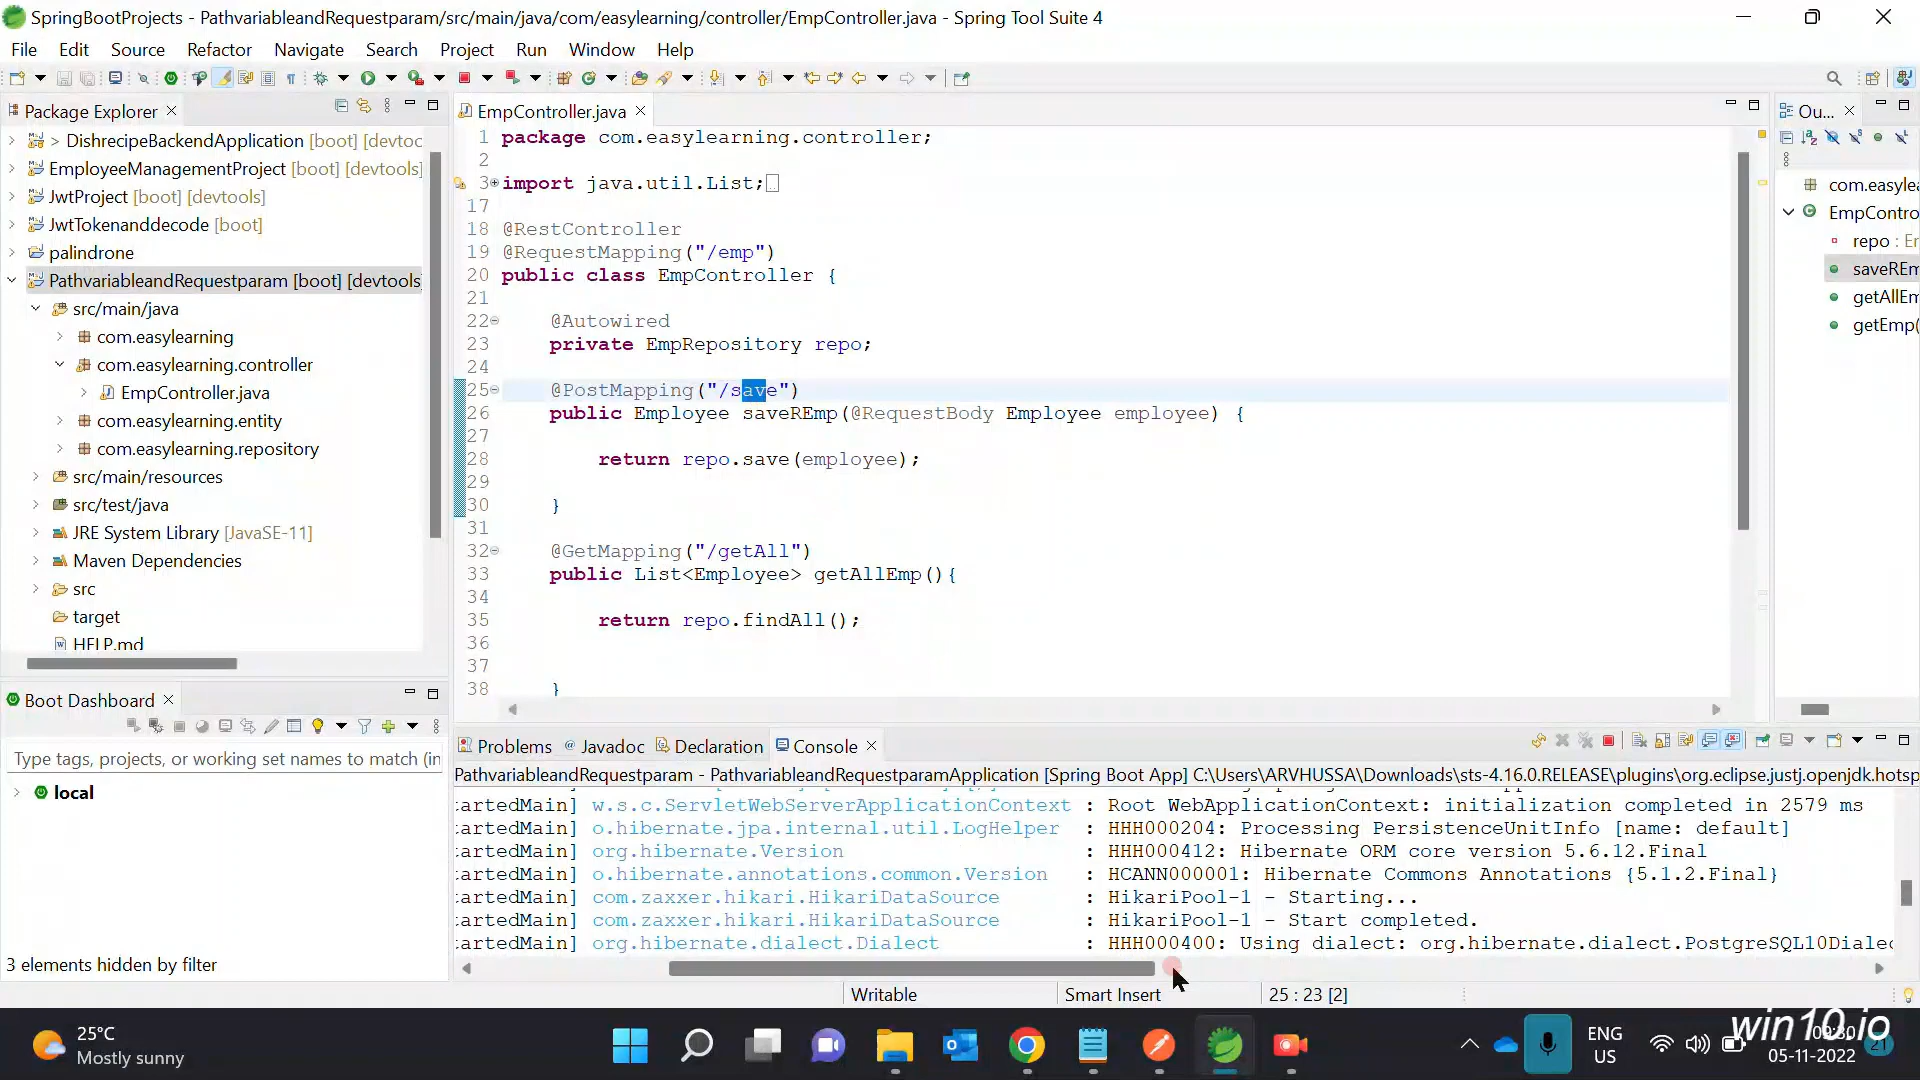 SpringBootProjects - PathvariableandRequestparam/src/main/java/com/easylearning/controller/EmpController.java - Spring Tool Suite 4
File Edit Source Refactor Navigate Search Project Run Window Help
Package Explorer
> DishrecipeBackendApplication [boot] [devtoc
EmployeeManagementProject [boot] [devtools]
JwtProject [boot] [devtools]
JwtTokenanddecode [boot]
palindrone
PathvariableandRequestparam [boot] [devtools]
src/main/java
com.easylearning
com.easylearning.controller
EmpController.java
com.easylearning.entity
com.easylearning.repository
src/main/resources
src/test/java
JRE System Library [JavaSE-11]
Maven Dependencies
src
target
HELP.md
EmpController.java
1 package com.easylearning.controller;
2
3 import java.util.List;
17
18 @RestController
19 @RequestMapping("/emp")
20 public class EmpController {
21
22 @Autowired
23 private EmpRepository repo;
24
25 @PostMapping("/save")
26 public Employee saveREmp(@RequestBody Employee employee) {
27
28 return repo.save(employee);
29
30 }
31
32 @GetMapping("/getAll")
33 public List<Employee> getAllEmp(){
34
35 return repo.findAll();
36
37
38 }
Ou...
com.easyle
EmpContro
repo : Er
saveREm
getAllEm
getEmp(
Boot Dashboard
Type tags, projects, or working set names to match (in
local
3 elements hidden by filter
Problems Javadoc Declaration Console
PathvariableandRequestparam - PathvariableandRequestparamApplication [Spring Boot App] C:\Users\ARVHUSSA\Downloads\sts-4.16.0.RELEASE\plugins\org.eclipse.justj.openjdk.hotsp
tartedMain] w.s.c.ServletWebServerApplicationContext : Root WebApplicationContext: initialization completed in 2579 ms
tartedMain] o.hibernate.jpa.internal.util.LogHelper : HHH000204: Processing PersistenceUnitInfo [name: default]
tartedMain] org.hibernate.Version : HHH000412: Hibernate ORM core version 5.6.12.Final
tartedMain] o.hibernate.annotations.common.Version : HCANN000001: Hibernate Commons Annotations {5.1.2.Final}
tartedMain] com.zaxxer.hikari.HikariDataSource : HikariPool-1 - Starting...
tartedMain] com.zaxxer.hikari.HikariDataSource : HikariPool-1 - Start completed.
tartedMain] org.hibernate.dialect.Dialect : HHH000400: Using dialect: org.hibernate.dialect.PostgreSQL10Dialec
Writable Smart Insert 25 : 23 [2]
25°C
Mostly sunny
ENG
US
win10.io
05-11-2022
21